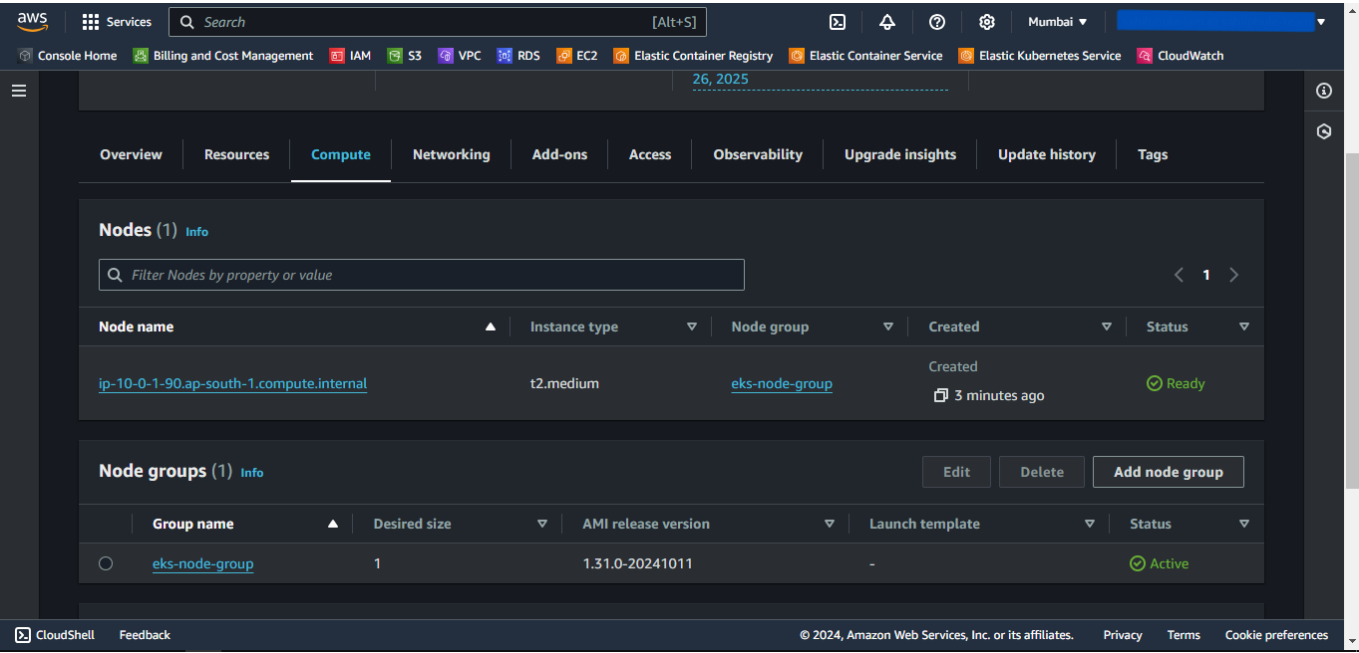 aws Services Search [Alt+S] Mumbai
Console Home Billing and Cost Management IAM S3 VPC RDS EC2 Elastic Container Registry Elastic Container Service Elastic Kubernetes Service CloudWatch
26, 2025
Overview Resources Compute Networking Add-ons Access Observability Upgrade insights Update history Tags
Nodes (1) Info
Filter Nodes by property or value 1
Node name Instance type Node group Created Status
Created
ip-10-0-1-90.ap-south-1.compute.internal t2.medium eks-node-group Ready
3 minutes ago
Node groups (1) Info Edit Delete Add node group
Group name Desired size AMI release version Launch template Status
eks-node-group 1 1.31.0-20241011 - Active
CloudShell Feedback © 2024, Amazon Web Services, Inc. or its affiliates. Privacy Terms Cookie preferences